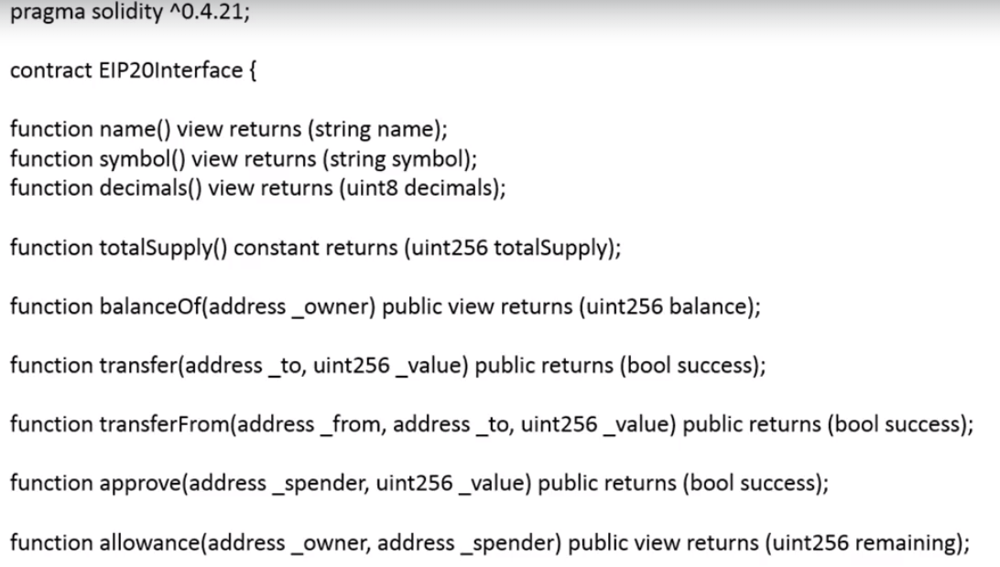 pragma solidity ^0.4.21;
contract EIP20Interface {
function name() view returns (string name);
function symbol() view returns (string symbol);
function decimals() view returns (uint8 decimals);
function totalSupply() constant returns (uint256 totalSupply);
function balanceOf(address _owner) public view returns (uint256 balance);
function transfer(address _to, uint256 _value) public returns (bool success);
function transferFrom(address _from, address _to, uint256 _value) public returns (bool success);
function approve(address _spender, uint256 _value) public returns (bool success);
function allowance(address _owner, address _spender) public view returns (uint256 remaining);